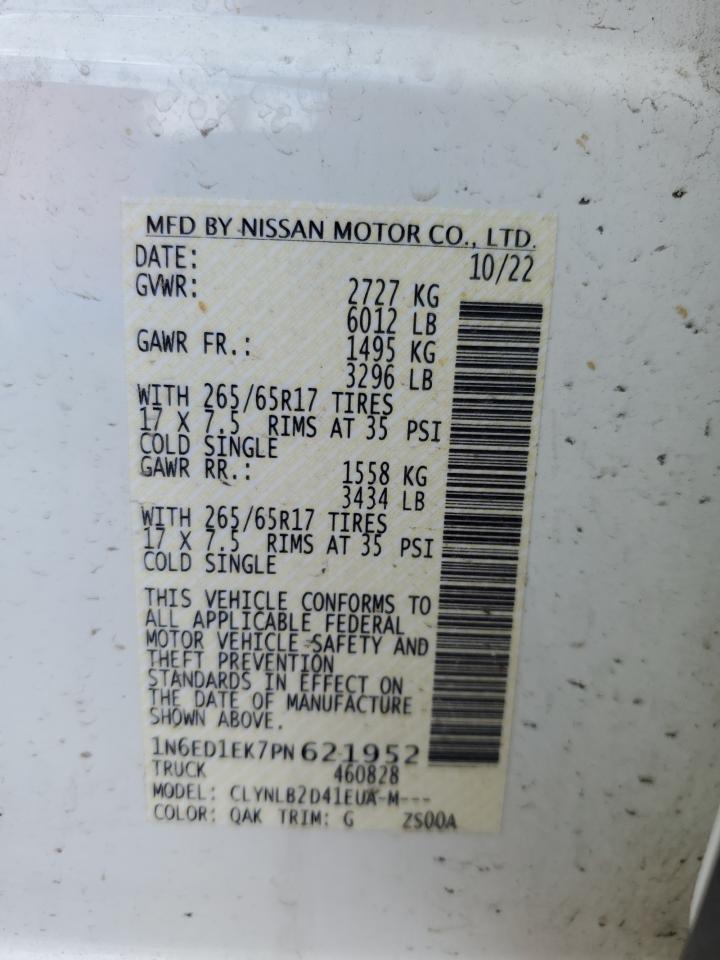 MFD BY NISSAN MOTOR CO., LTD.
DATE: 10/22
GVWR: 2727 KG
6012 LB
GAWR FR.: 1495 KG
3296 LB
WITH 265/65R17 TIRES
17 X 7.5 RIMS AT 35 PSI
COLD SINGLE
GAWR RR.: 1558 KG
3434 LB
WITH 265/65R17 TIRES
17 X 7.5 RIMS AT 35 PSI
COLD SINGLE
THIS VEHICLE CONFORMS TO
ALL APPLICABLE FEDERAL
MOTOR VEHICLE SAFETY AND
THEFT PREVENTION
STANDARDS IN EFFECT ON
THE DATE OF MANUFACTURE
SHOWN ABOVE.
1N6ED1EK7PN621952
TRUCK 460828
MODEL: CLYNLB2D41EUA-M---
COLOR: QAK TRIM: G ZS00A